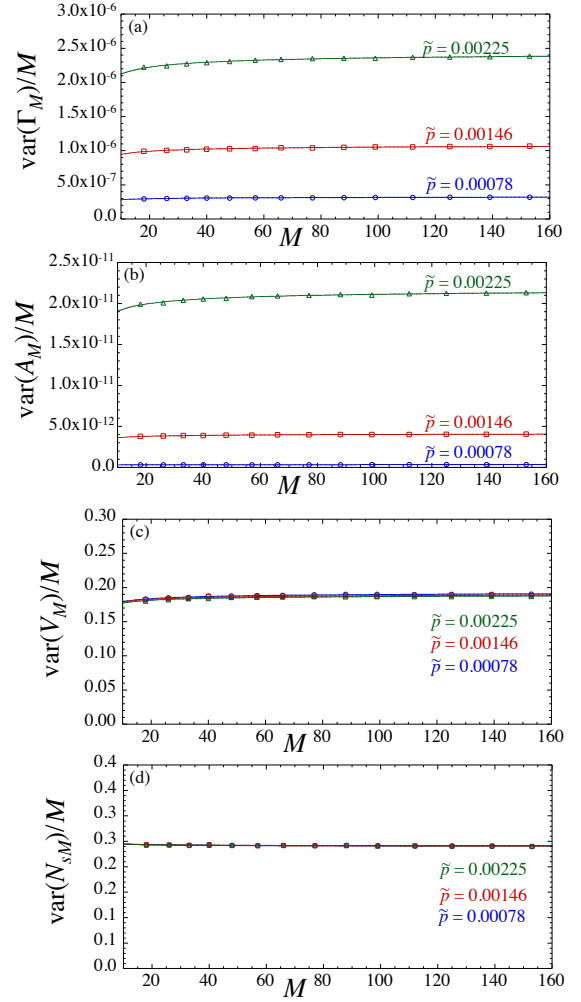 (a)
var(Γ_M)/M
3.0x10⁻⁶
2.5x10⁻⁶
2.0x10⁻⁶
1.5x10⁻⁶
1.0x10⁻⁶
5.0x10⁻⁷
0.0
p̃ = 0.00225
p̃ = 0.00146
p̃ = 0.00078
20 40 60 80 100 120 140 160
M
(b)
var(A_M)/M
2.5x10⁻¹¹
2.0x10⁻¹¹
1.5x10⁻¹¹
1.0x10⁻¹¹
5.0x10⁻¹²
0.0
p̃ = 0.00225
p̃ = 0.00146
p̃ = 0.00078
20 40 60 80 100 120 140 160
M
(c)
var(V_M)/M
0.30
0.25
0.20
0.15
0.10
0.05
0.00
p̃ = 0.00225
p̃ = 0.00146
p̃ = 0.00078
20 40 60 80 100 120 140 160
M
(d)
var(N_sM)/M
0.4
0.3
0.3
0.2
0.2
0.1
0.1
0.0
p̃ = 0.00225
p̃ = 0.00146
p̃ = 0.00078
20 40 60 80 100 120 140 160
M